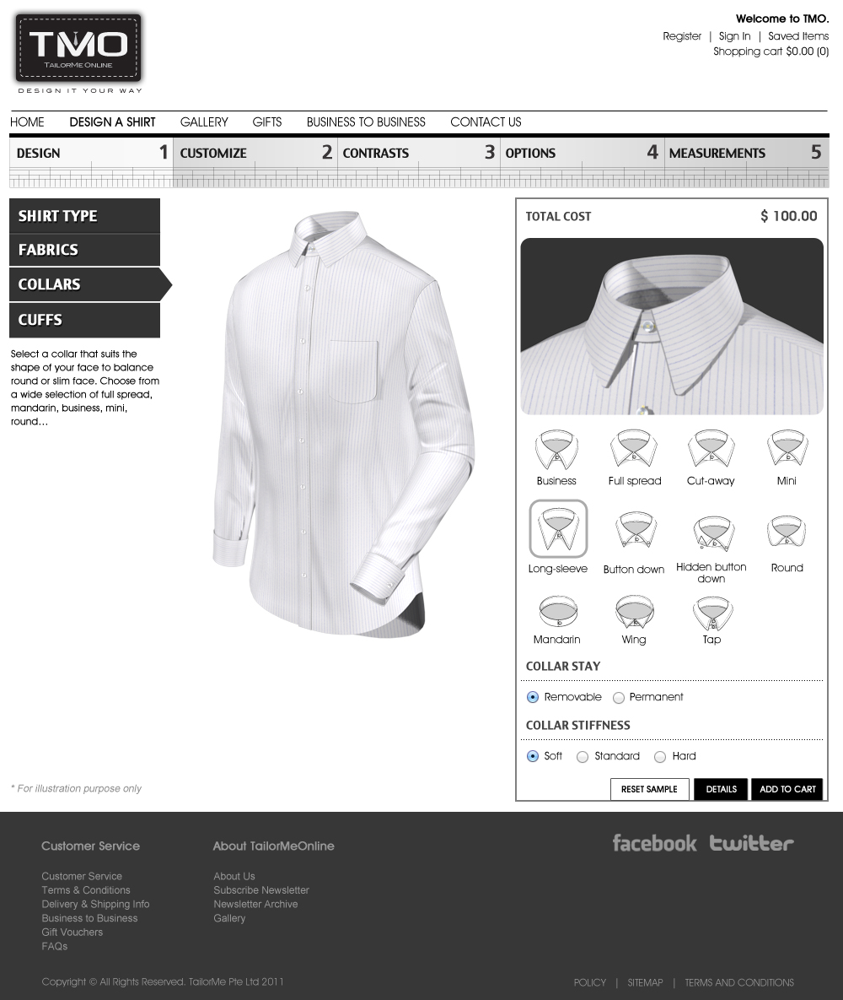 TMO
TAILORME ONLINE
DESIGN IT YOUR WAY
Welcome to TMO.
Register | Sign In | Saved Items
Shopping cart $0.00 (0)
HOME DESIGN A SHIRT GALLERY GIFTS BUSINESS TO BUSINESS CONTACT US
DESIGN 1 CUSTOMIZE 2 CONTRASTS 3 OPTIONS 4 MEASUREMENTS 5
SHIRT TYPE
FABRICS
COLLARS
CUFFS
Select a collar that suits the
shape of your face to balance
round or slim face. Choose from
a wide selection of full spread,
mandarin, business, mini,
round...
* For illustration purpose only
TOTAL COST $ 100.00
Business Full spread Cut-away Mini
Long-sleeve Button down Hidden button
down Round
Mandarin Wing Tap
COLLAR STAY
Removable Permanent
COLLAR STIFFNESS
Soft Standard Hard
RESET SAMPLE DETAILS ADD TO CART
Customer Service
Customer Service
Terms & Conditions
Delivery & Shipping Info
Business to Business
Gift Vouchers
FAQs
About TailorMeOnline
About Us
Subscribe Newsletter
Newsletter Archive
Gallery
facebook twitter
Copyright © All Rights Reserved. TailorMe Pte Ltd 2011
POLICY | SITEMAP | TERMS AND CONDITIONS